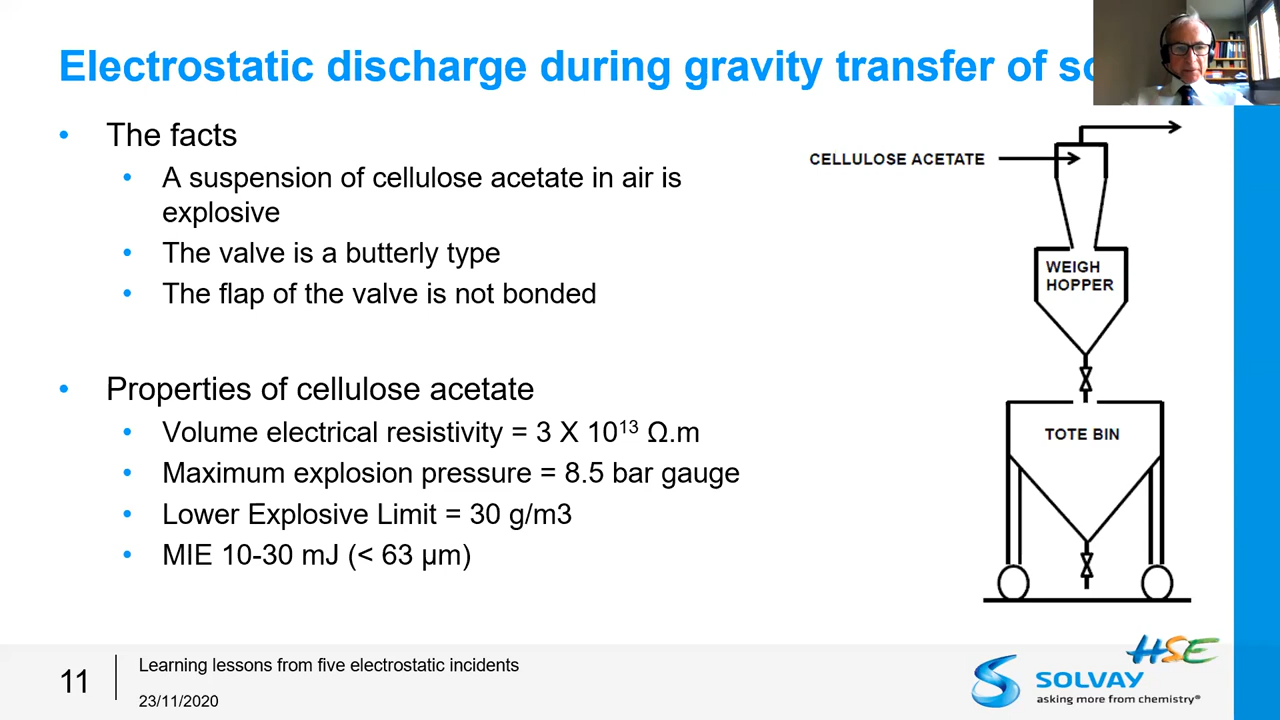 Electrostatic discharge during gravity transfer of
• The facts
• A suspension of cellulose acetate in air is
explosive
• The valve is a butterly type
• The flap of the valve is not bonded
• Properties of cellulose acetate
• Volume electrical resistivity = 3 X 10¹³ Ω.m
• Maximum explosion pressure = 8.5 bar gauge
• Lower Explosive Limit = 30 g/m3
• MIE 10-30 mJ (< 63 µm)
CELLULOSE ACETATE
WEIGH
HOPPER
TOTE BIN
11
Learning lessons from five electrostatic incidents
23/11/2020
HSE
SOLVAY
asking more from chemistry®